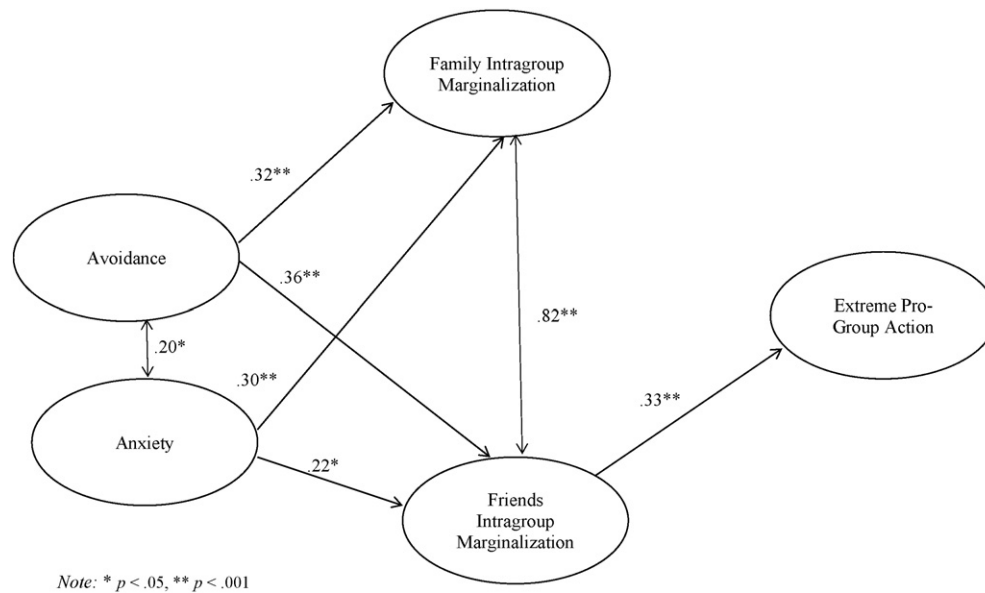 Family Intragroup
Marginalization
.32**
Avoidance
.36**
Extreme Pro-
Group Action
.82**
.20*
.30**
.33**
Anxiety
.22*
Friends
Intragroup
Marginalization
Note: * p < .05, ** p < .001